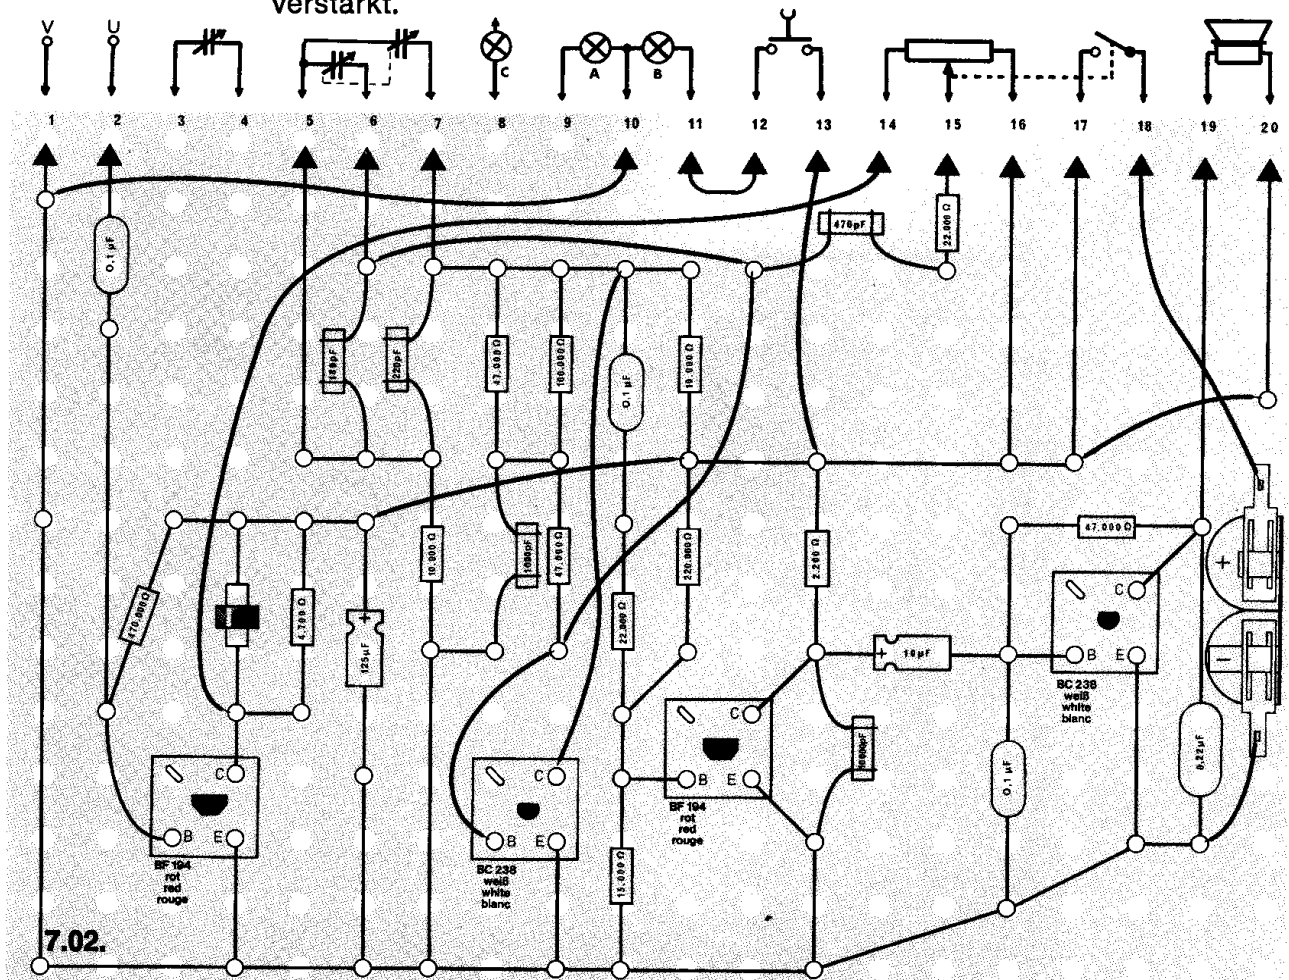 verstärkt.
V U
C A B
1 2 3 4 5 6 7 8 9 10 11 12 13 14 15 16 17 18 19 20
470pF
22.000 Ω
0,1 µF
180pF
220pF
47.000 Ω
100.000 Ω
0,1 µF
10.000 Ω
10.000 Ω
1000pF
47.000 Ω
220.000 Ω
2.200 Ω
47.000 Ω
+
470.000 Ω
4.700 Ω
+
125µF
22.000 Ω
+
10µF
C
B E
BC 238
weiß
white
blanc
−
C
B E
BF 194
rot
red
rouge
C
B E
BC 238
weiß
white
blanc
C
B E
BF 194
rot
red
rouge
0,1 µF
0,22µF
15.000 Ω
7.02.